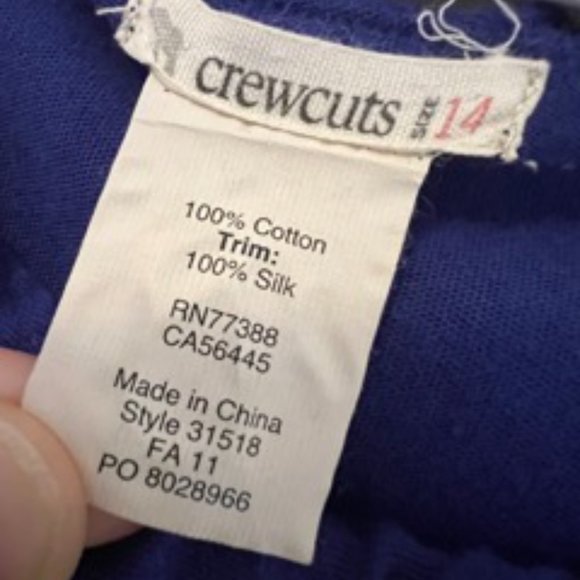 crewcuts SIZE 14
100% Cotton
Trim:
100% Silk
RN77388
CA56445
Made in China
Style 31518
FA 11
PO 8028966